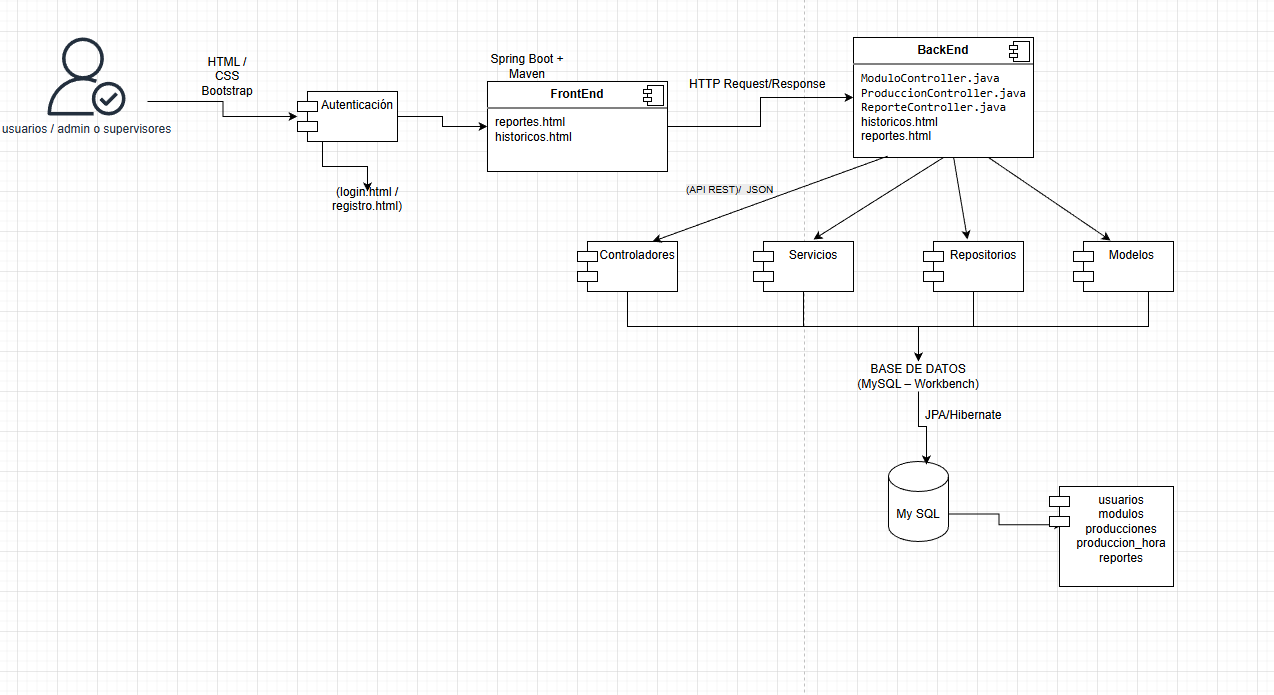 HTML /
CSS
Bootstrap
usuarios / admin o supervisores
Autenticación
(login.html /
registro.html)
Spring Boot +
Maven
FrontEnd
reportes.html
historicos.html
HTTP Request/Response
BackEnd
ModuloController.java
ProduccionController.java
ReporteController.java
historicos.html
reportes.html
(API REST)/ JSON
Controladores
Servicios
Repositorios
Modelos
BASE DE DATOS
(MySQL – Workbench)
JPA/Hibernate
My SQL
usuarios
modulos
producciones
produccion_hora
reportes